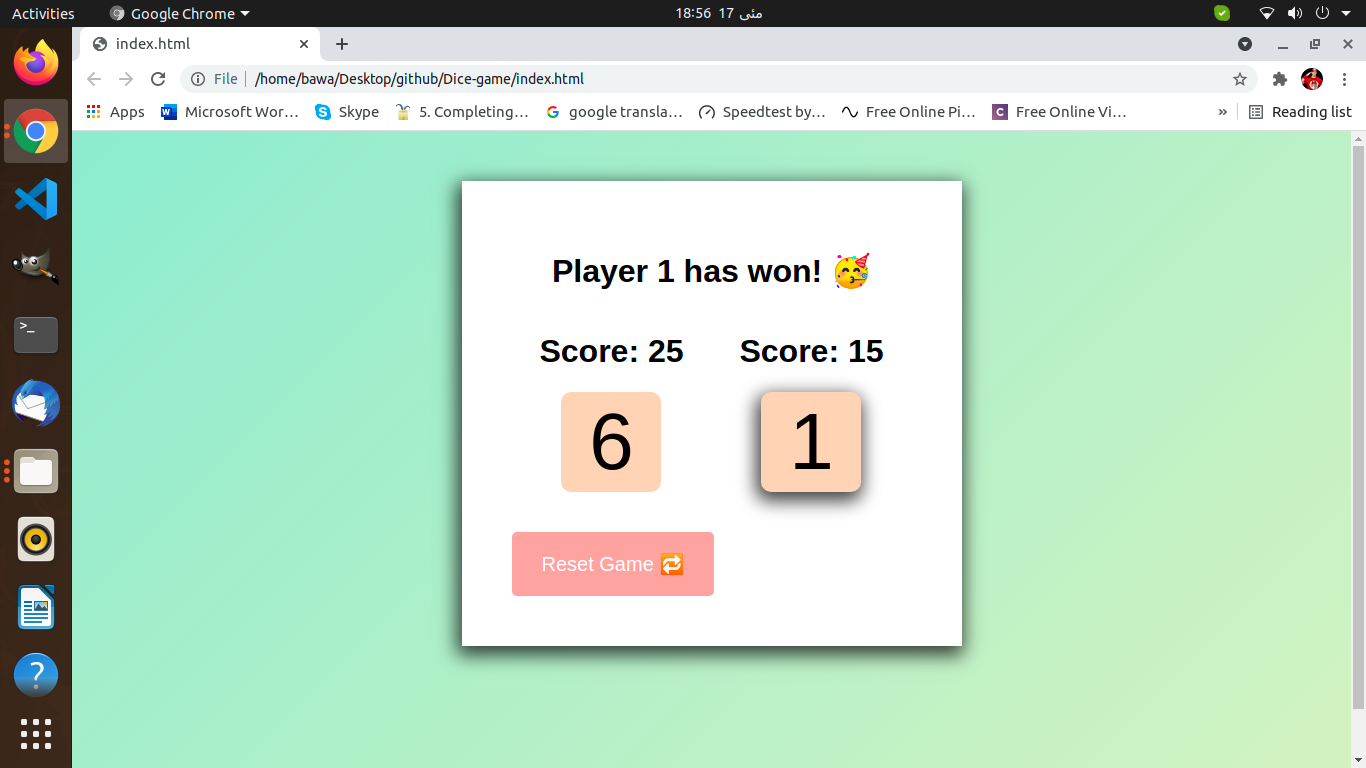 Activities Google Chrome 18:56 17 مئی
index.html
File /home/bawa/Desktop/github/Dice-game/index.html
Apps Microsoft Wor… Skype 5. Completing… google transla… Speedtest by… Free Online Pi… Free Online Vi… » Reading list
Player 1 has won! 🥳
Score: 25 Score: 15
6 1
Reset Game 🔁